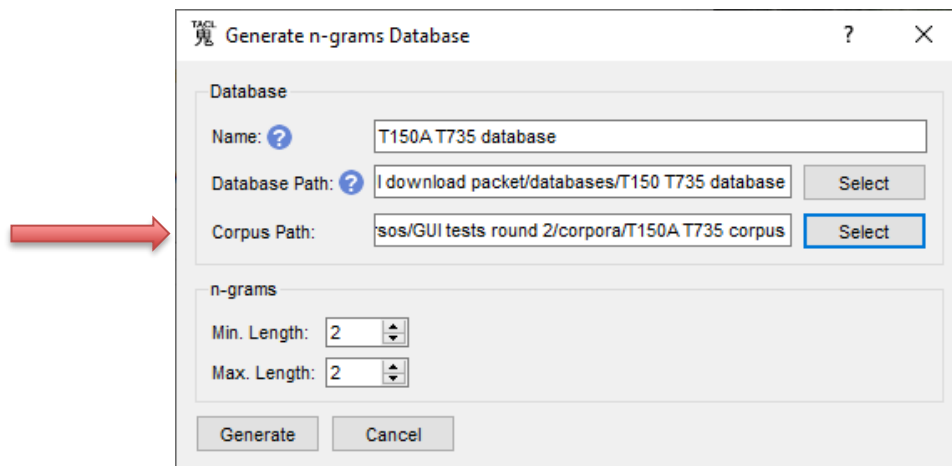 TACL
鬼 Generate n-grams Database ? ×
Database
Name: ? T150A T735 database
Database Path: ? l download packet/databases/T150 T735 database Select
Corpus Path: rsos/GUI tests round 2/corpora/T150A T735 corpus Select
n-grams
Min. Length: 2
Max. Length: 2
Generate Cancel